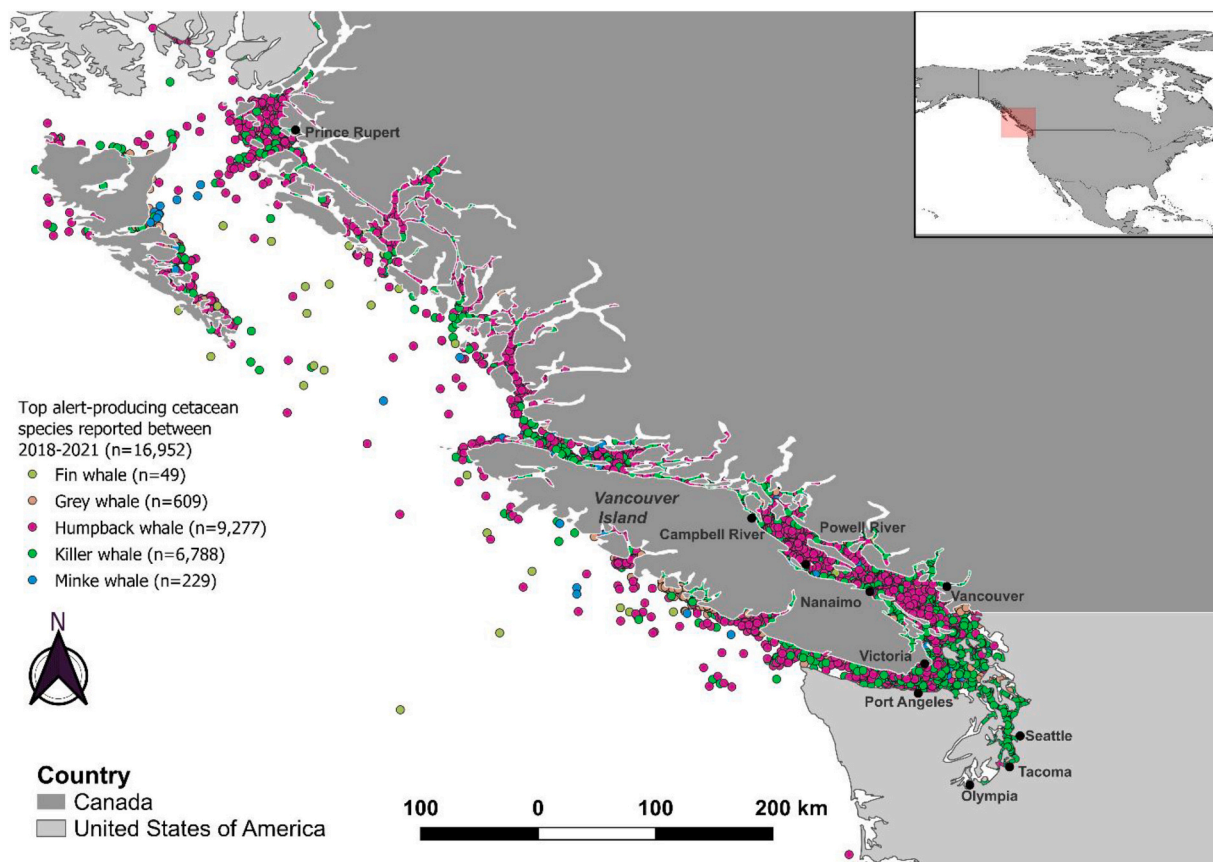 Prince Rupert
Top alert-producing cetacean
species reported between
2018-2021 (n=16,952)
Fin whale (n=49)
Grey whale (n=609)
Humpback whale (n=9,277)
Killer whale (n=6,788)
Minke whale (n=229)
Vancouver
Island
Campbell River
Powell River
Nanaimo
Vancouver
Victoria
Port Angeles
Seattle
Tacoma
Olympia
N
Country
Canada
United States of America
100 0 100 200 km